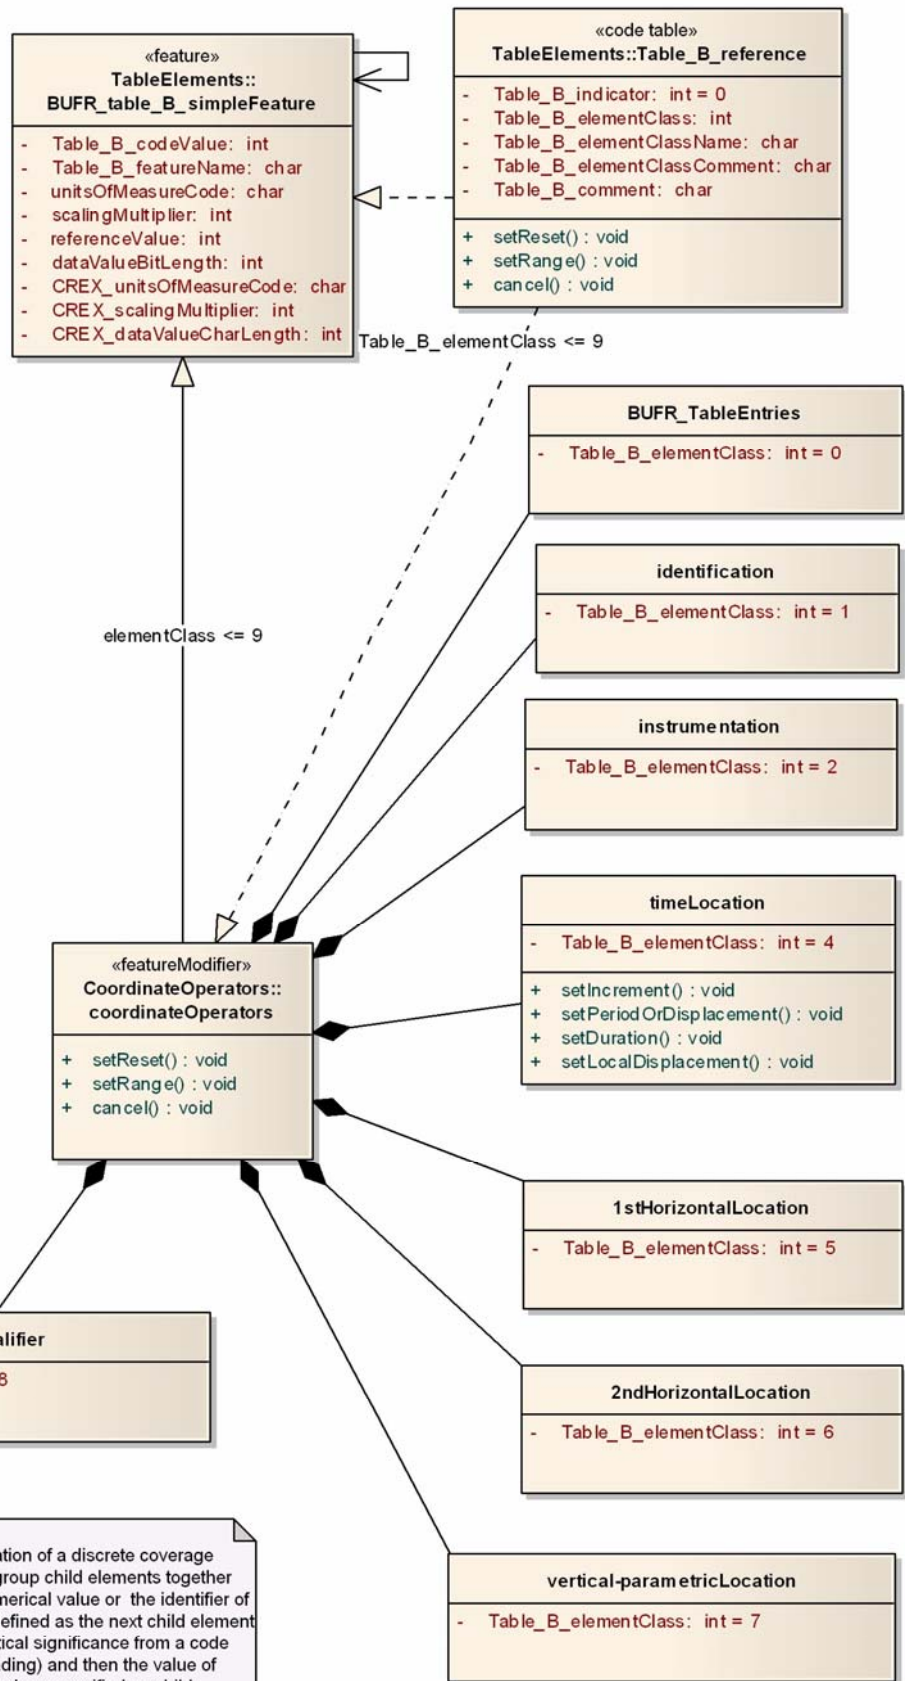 «feature»
TableElements::
BUFR_table_B_simpleFeature
- Table_B_codeValue: int
- Table_B_featureName: char
- unitsOfMeasureCode: char
- scalingMultiplier: int
- referenceValue: int
- dataValueBitLength: int
- CREX_unitsOfMeasureCode: char
- CREX_scalingMultiplier: int
- CREX_dataValueCharLength: int
«code table»
TableElements::Table_B_reference
- Table_B_indicator: int = 0
- Table_B_elementClass: int
- Table_B_elementClassName: char
- Table_B_elementClassComment: char
- Table_B_comment: char
+ setReset() : void
+ setRange() : void
+ cancel() : void
Table_B_elementClass <= 9
BUFR_TableEntries
- Table_B_elementClass: int = 0
identification
- Table_B_elementClass: int = 1
elementClass <= 9
instrumentation
- Table_B_elementClass: int = 2
timeLocation
- Table_B_elementClass: int = 4
+ setIncrement() : void
+ setPeriodOrDisplacement() : void
+ setDuration() : void
+ setLocalDisplacement() : void
«featureModifier»
CoordinateOperators::
coordinateOperators
+ setReset() : void
+ setRange() : void
+ cancel() : void
1stHorizontalLocation
- Table_B_elementClass: int = 5
alifier
8
2ndHorizontalLocation
- Table_B_elementClass: int = 6
vertical-parametricLocation
- Table_B_elementClass: int = 7
ation of a discrete coverage
group child elements together
merical value or the identifier of
efined as the next child element
tical significance from a code
ding) and then the value of